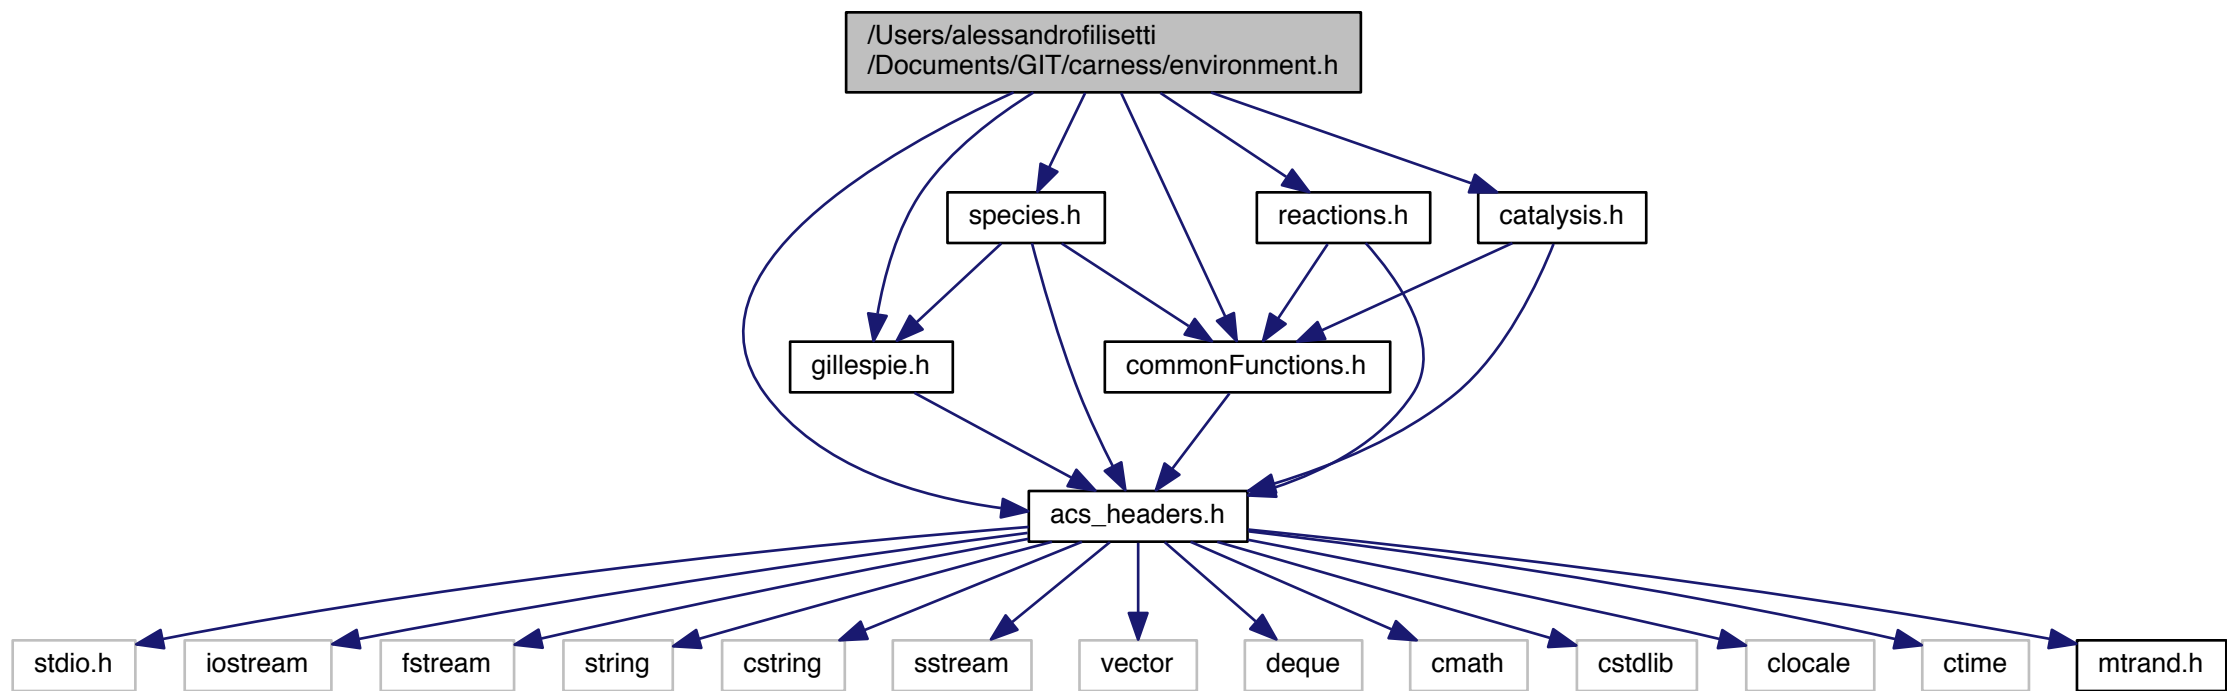 /Users/alessandrofilisetti
/Documents/GIT/carness/environment.h
species.h
reactions.h
catalysis.h
gillespie.h
commonFunctions.h
acs_headers.h
stdio.h
iostream
fstream
string
cstring
sstream
vector
deque
cmath
cstdlib
clocale
ctime
mtrand.h